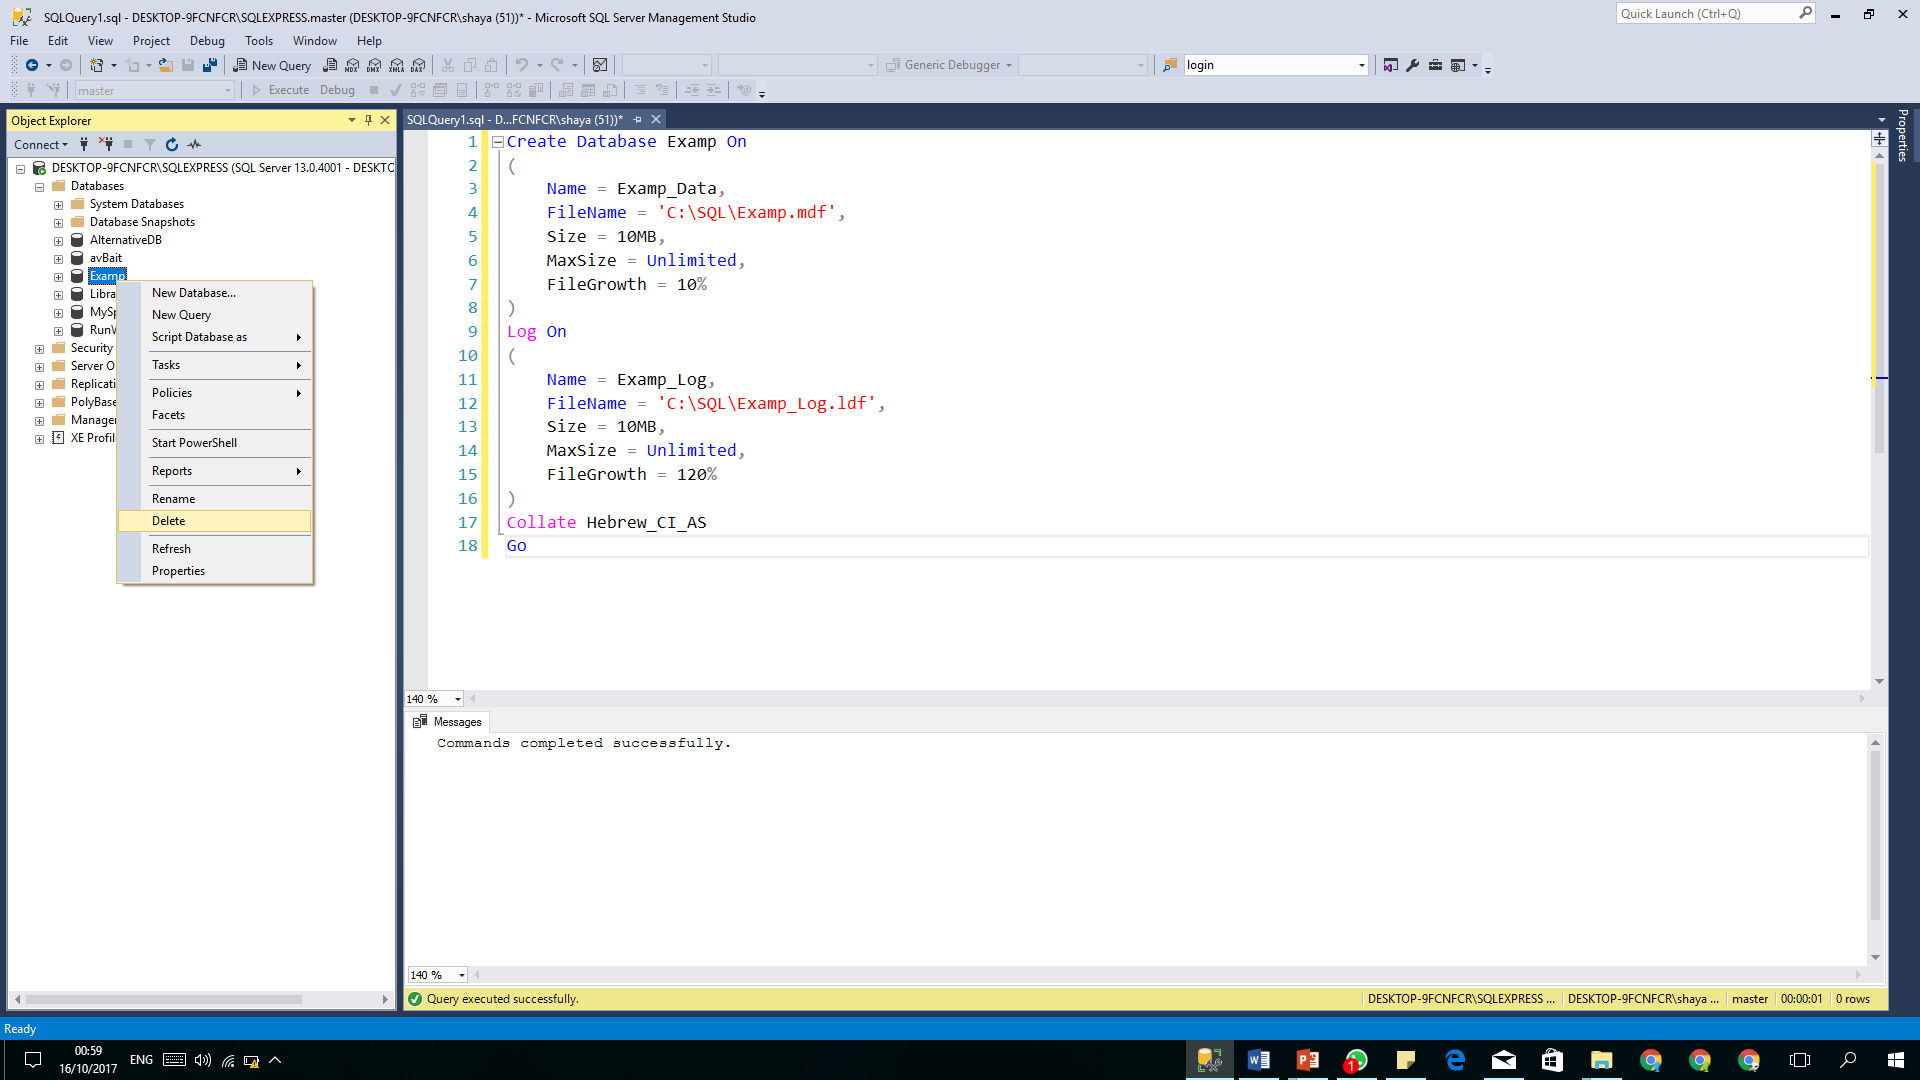 SQLQuery1.sql - DESKTOP-9FCNFCR\SQLEXPRESS.master (DESKTOP-9FCNFCR\shaya (51))* - Microsoft SQL Server Management Studio
Quick Launch (Ctrl+Q)
File Edit View Project Debug Tools Window Help
New Query MDX DMX XMLA DAX Generic Debugger login
master Execute Debug
Object Explorer
Connect
DESKTOP-9FCNFCR\SQLEXPRESS (SQL Server 13.0.4001 - DESKTC
Databases
System Databases
Database Snapshots
AlternativeDB
avBait
Examp
Libra
MySp
RunV
Security
Server O
Replicati
PolyBase
Manager
XE Profil
New Database...
New Query
Script Database as
Tasks
Policies
Facets
Start PowerShell
Reports
Rename
Delete
Refresh
Properties
SQLQuery1.sql - D...FCNFCR\shaya (51))*
1 Create Database Examp On
2 (
3 Name = Examp_Data,
4 FileName = 'C:\SQL\Examp.mdf',
5 Size = 10MB,
6 MaxSize = Unlimited,
7 FileGrowth = 10%
8 )
9 Log On
10 (
11 Name = Examp_Log,
12 FileName = 'C:\SQL\Examp_Log.ldf',
13 Size = 10MB,
14 MaxSize = Unlimited,
15 FileGrowth = 120%
16 )
17 Collate Hebrew_CI_AS
18 Go
140 %
Messages
Commands completed successfully.
140 %
Query executed successfully. DESKTOP-9FCNFCR\SQLEXPRESS ... DESKTOP-9FCNFCR\shaya ... master 00:00:01 0 rows
Properties
Ready
00:59
16/10/2017
ENG
1